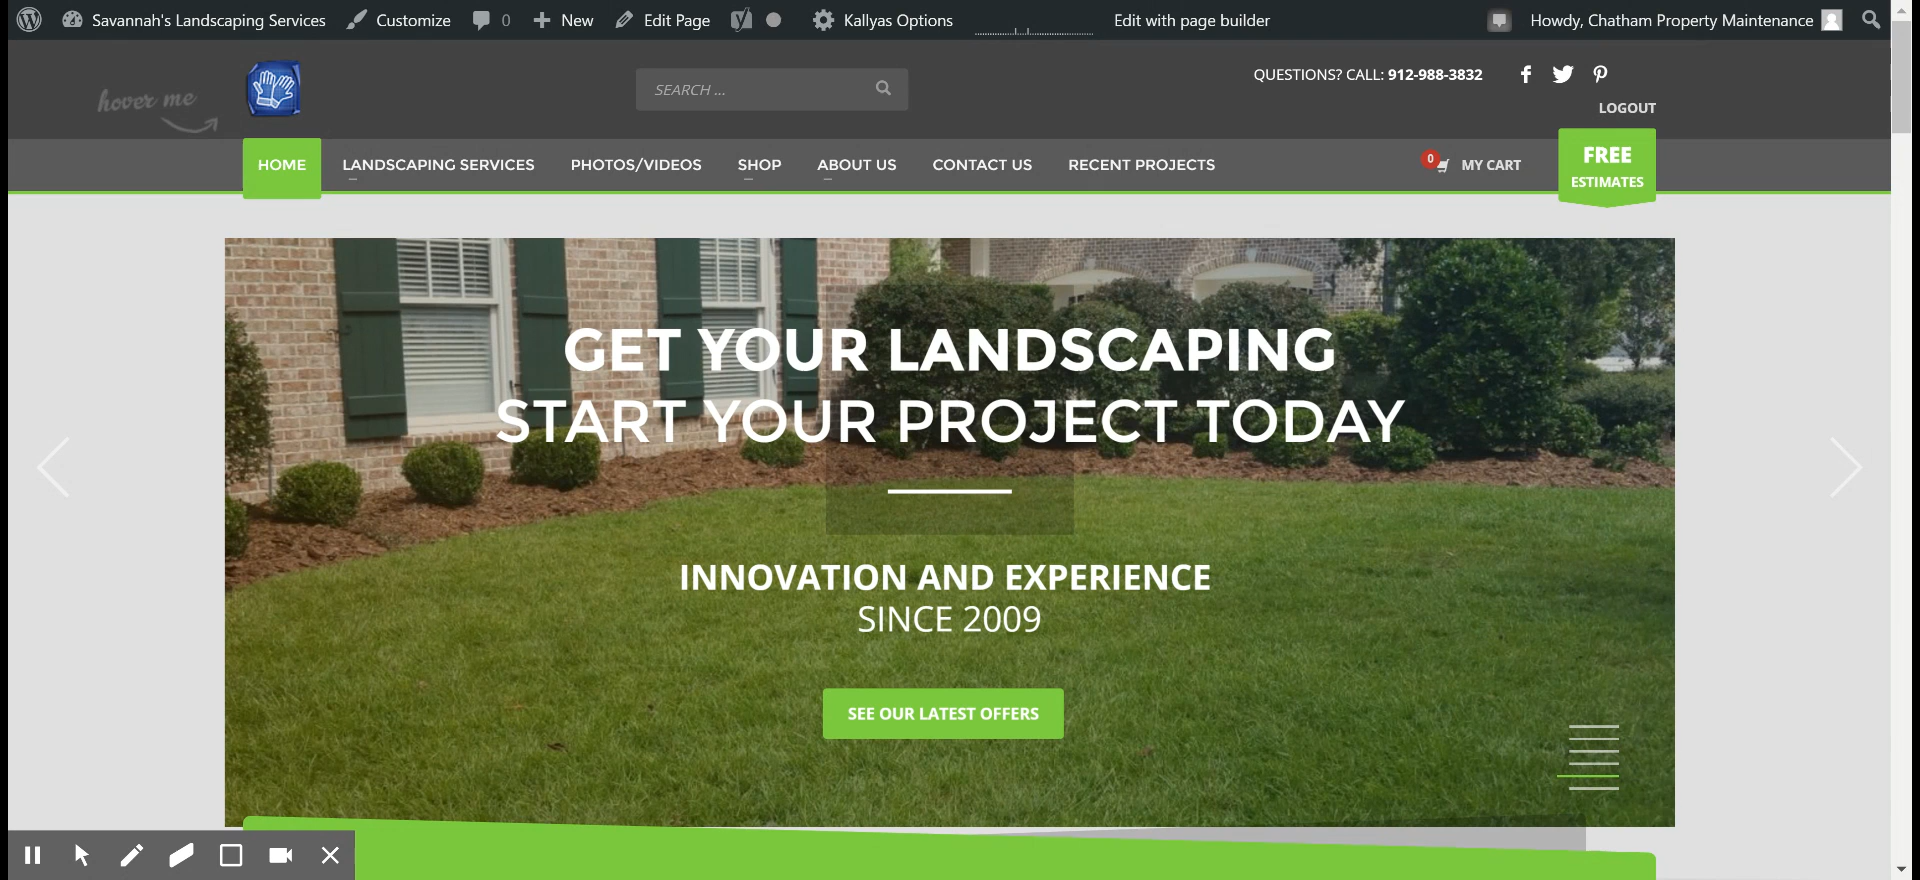 Savannah's Landscaping Services Customize 0 New Edit Page Kallyas Options Edit with page builder Howdy, Chatham Property Maintenance
hover me
SEARCH ...
QUESTIONS? CALL: 912-988-3832
LOGOUT
HOME LANDSCAPING SERVICES PHOTOS/VIDEOS SHOP ABOUT US CONTACT US RECENT PROJECTS 0 MY CART
FREE
ESTIMATES
GET YOUR LANDSCAPING
START YOUR PROJECT TODAY
INNOVATION AND EXPERIENCE
SINCE 2009
SEE OUR LATEST OFFERS